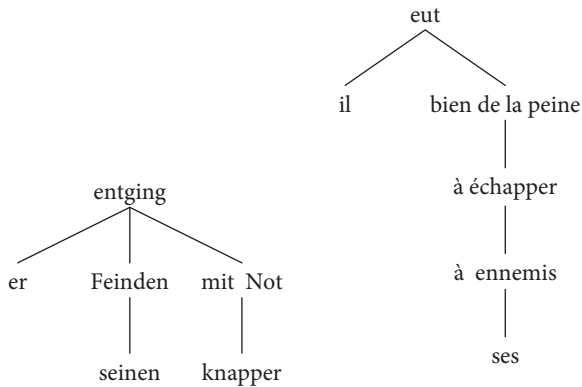 eut
il bien de la peine
à échapper
à ennemis
ses
entging
er Feinden mit Not
seinen knapper